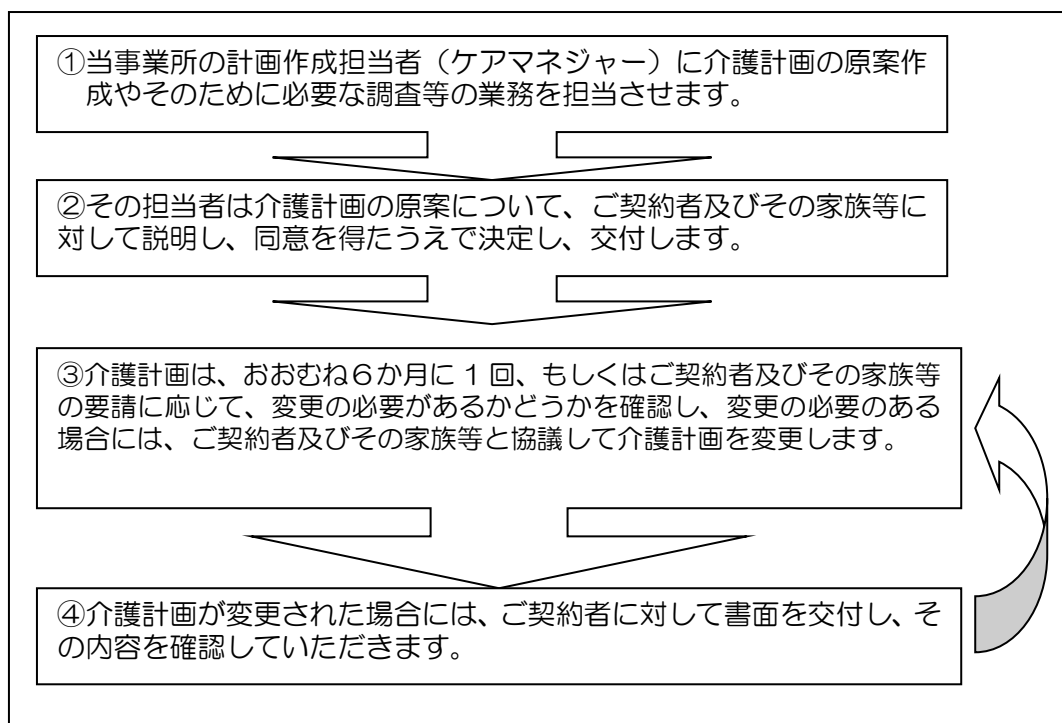 ①当事業所の計画作成担当者（ケアマネジャー）に介護計画の原案作
成やそのために必要な調査等の業務を担当させます。
②その担当者は介護計画の原案について、ご契約者及びその家族等に
対して説明し、同意を得たうえで決定し、交付します。
③介護計画は、おおむね６か月に 1 回、もしくはご契約者及びその家族等
の要請に応じて、変更の必要があるかどうかを確認し、変更の必要のある
場合には、ご契約者及びその家族等と協議して介護計画を変更します。
④介護計画が変更された場合には、ご契約者に対して書面を交付し、そ
の内容を確認していただきます。